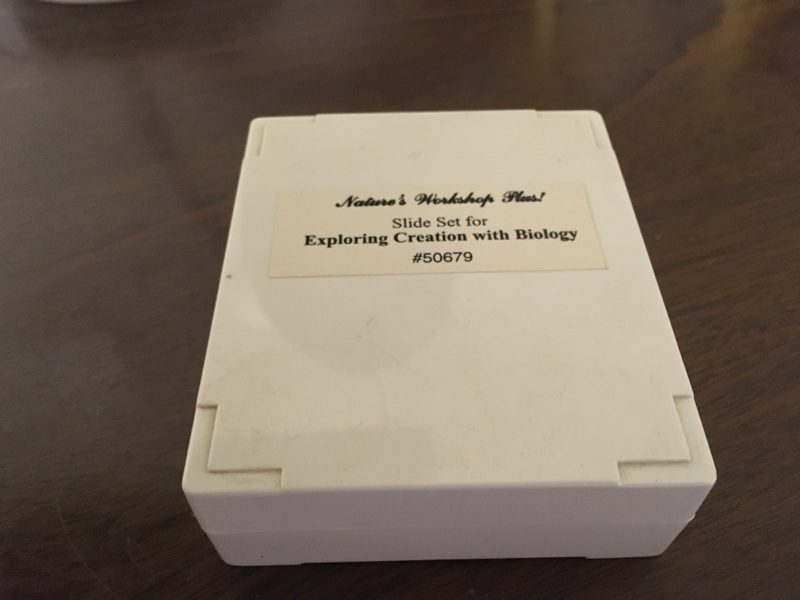 Nature's Workshop Plus!
Slide Set for
Exploring Creation with Biology
#50679